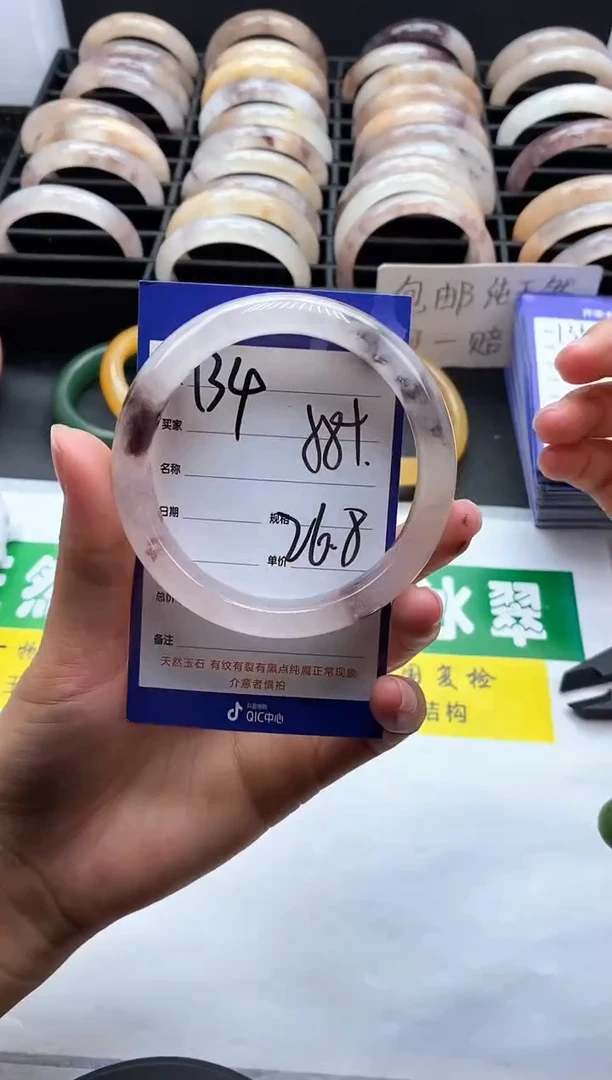 包邮 纯天然
一赔
134
买家
881.
名称
日期
规格
26.8
单价
总价
备注
天然玉石 有纹有裂有黑点纯属正常现象
介意者慎拍
QIC中心
冰翠
复检
结构